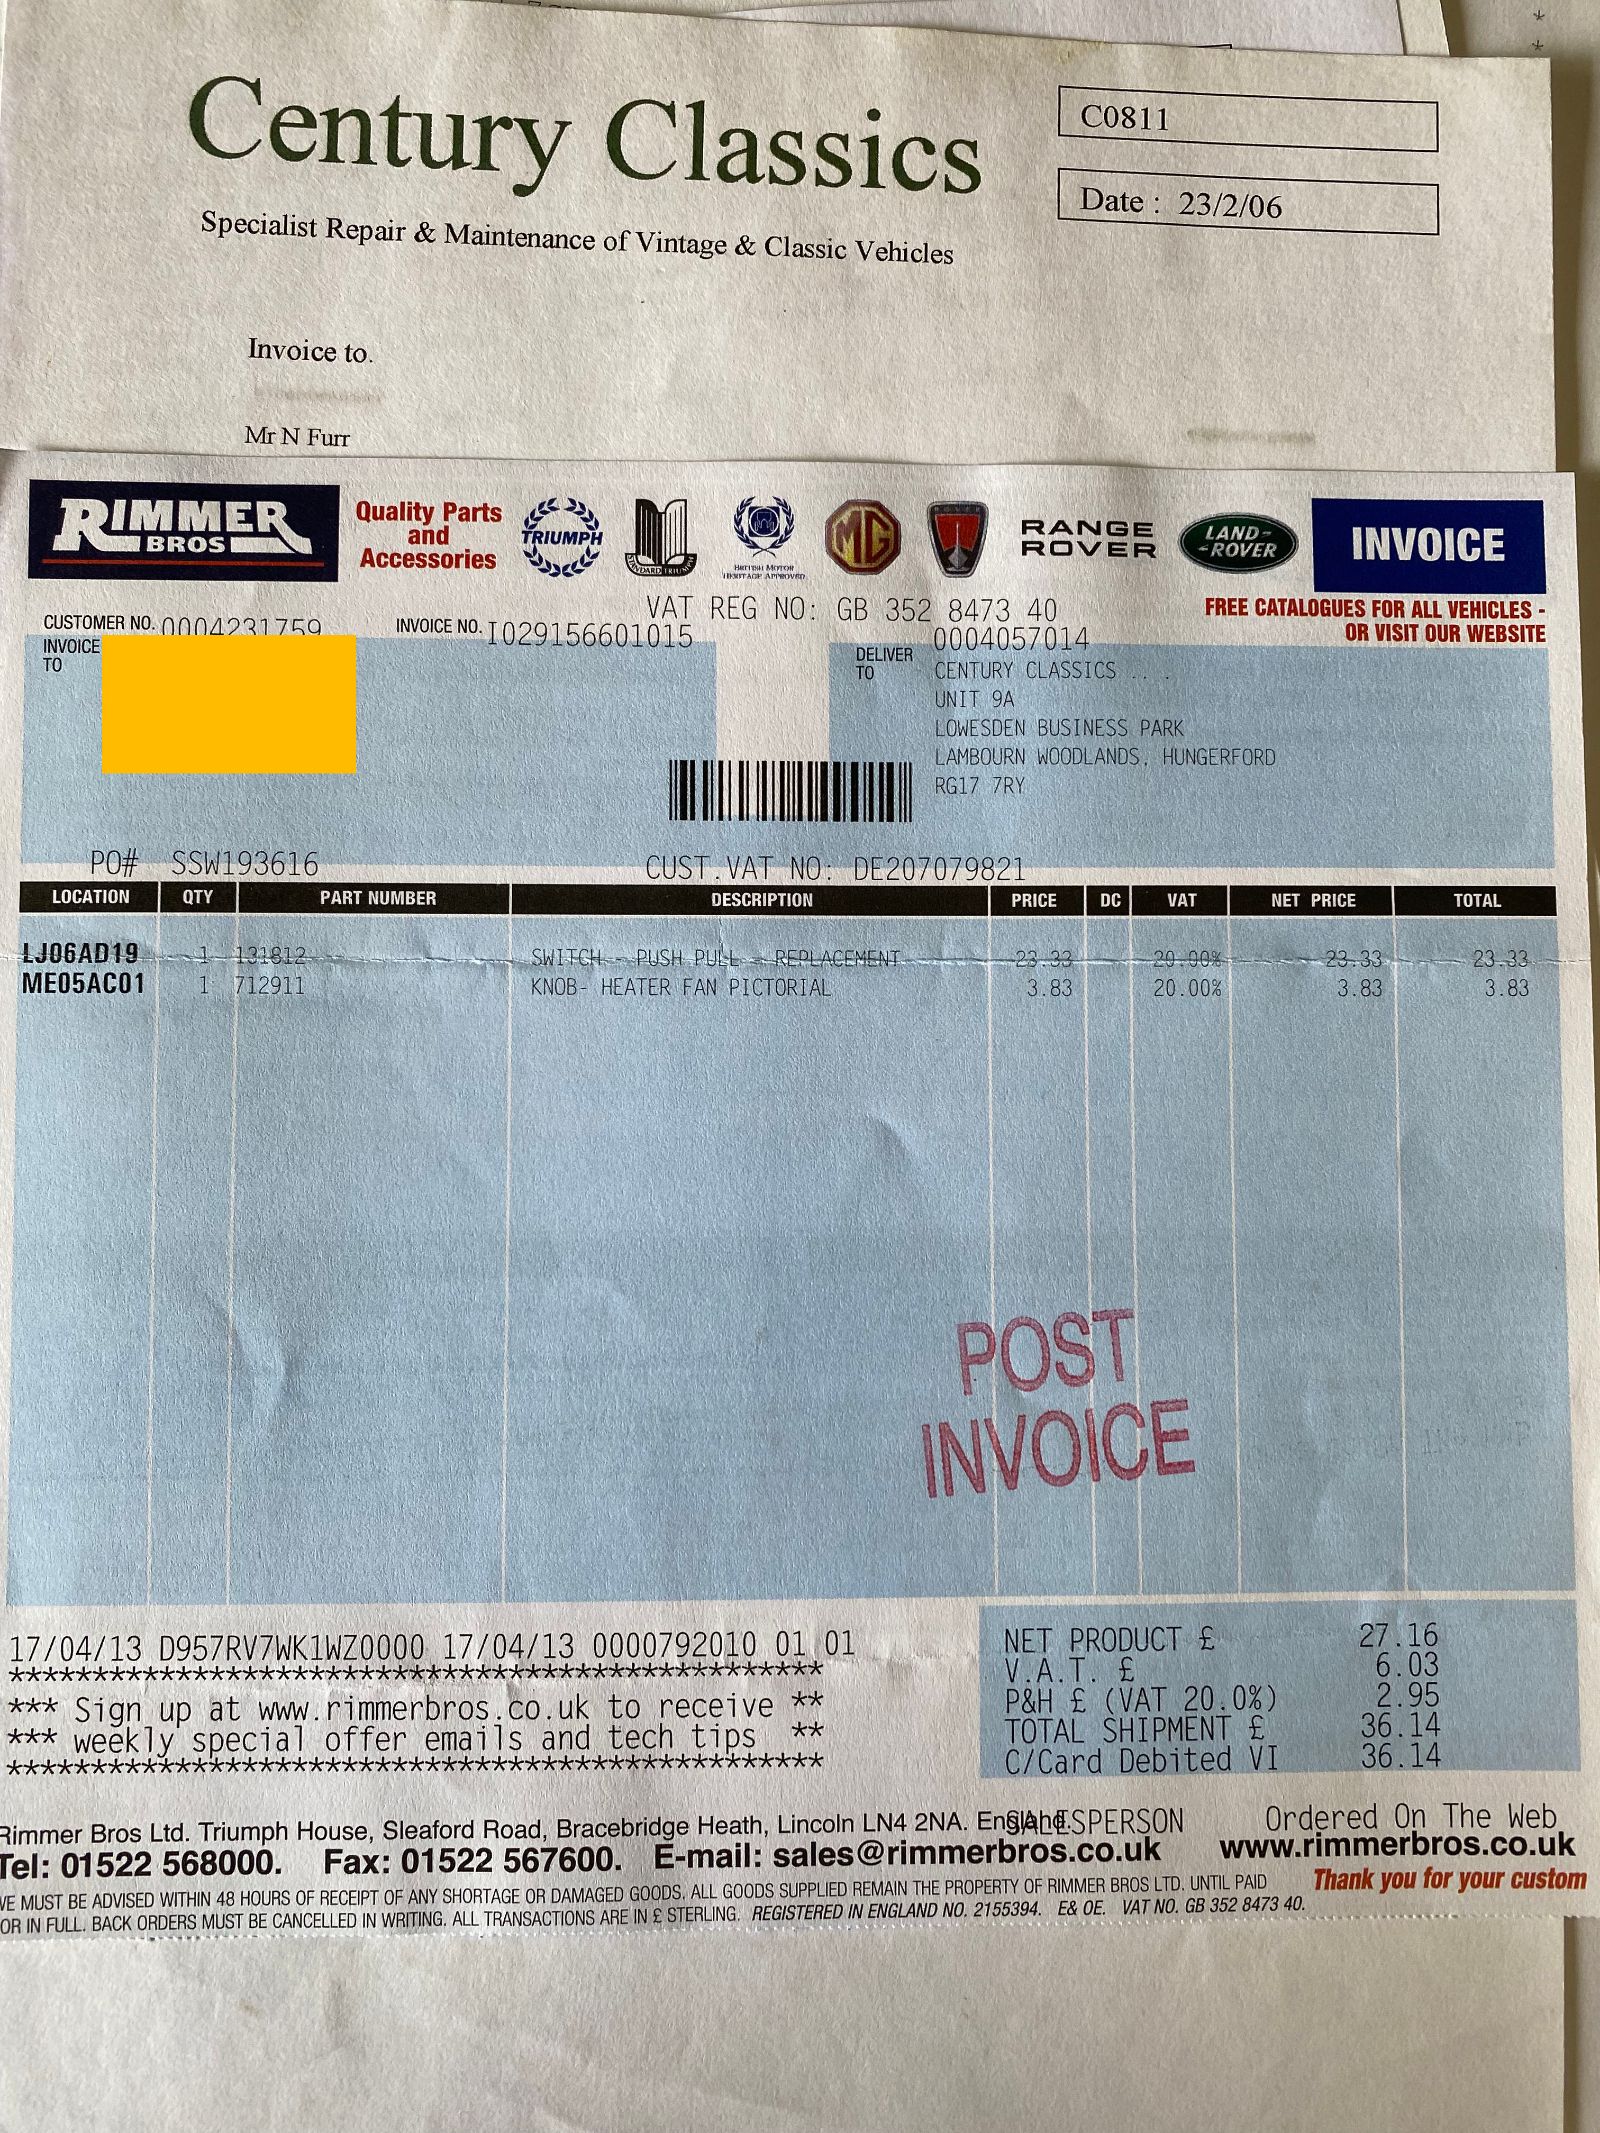 Century Classics
Specialist Repair & Maintenance of Vintage & Classic Vehicles
C0811
Date : 23/2/06
Invoice to.
Mr N Furr
RIMMER
BROS
Quality Parts
and
Accessories
TRIUMPH
STANDARD TRIUMPH
BRITISH MOTOR
HERITAGE APPROVED
MG
ROVER
RANGE
ROVER
LAND-
-ROVER
INVOICE
VAT REG NO: GB 352 8473 40
FREE CATALOGUES FOR ALL VEHICLES -
OR VISIT OUR WEBSITE
CUSTOMER NO. 0004231759
INVOICE NO. I029156601015
INVOICE
TO
DELIVER
TO
0004057014
CENTURY CLASSICS . . .
UNIT 9A
LOWESDEN BUSINESS PARK
LAMBOURN WOODLANDS, HUNGERFORD
RG17 7RY
PO# SSW193616
CUST.VAT NO: DE207079821
LOCATION QTY PART NUMBER DESCRIPTION PRICE DC VAT NET PRICE TOTAL
LJ06AD19 1 131812 SWITCH - PUSH PULL - REPLACEMENT 23.33 20.00% 23.33 23.33
ME05AC01 1 712911 KNOB- HEATER FAN PICTORIAL 3.83 20.00% 3.83 3.83
POST
INVOICE
17/04/13 D957RV7WK1WZ0000 17/04/13 0000792010 01 01
*************************************************
*** Sign up at www.rimmerbros.co.uk to receive **
*** weekly special offer emails and tech tips **
*************************************************
NET PRODUCT £ 27.16
V.A.T. £ 6.03
P&H £ (VAT 20.0%) 2.95
TOTAL SHIPMENT £ 36.14
C/Card Debited VI 36.14
SALESPERSON Ordered On The Web
Rimmer Bros Ltd. Triumph House, Sleaford Road, Bracebridge Heath, Lincoln LN4 2NA. England.
Tel: 01522 568000. Fax: 01522 567600. E-mail: sales@rimmerbros.co.uk www.rimmerbros.co.uk
Thank you for your custom
WE MUST BE ADVISED WITHIN 48 HOURS OF RECEIPT OF ANY SHORTAGE OR DAMAGED GOODS. ALL GOODS SUPPLIED REMAIN THE PROPERTY OF RIMMER BROS LTD. UNTIL PAID
FOR IN FULL. BACK ORDERS MUST BE CANCELLED IN WRITING. ALL TRANSACTIONS ARE IN £ STERLING. REGISTERED IN ENGLAND NO. 2155394. E& OE. VAT NO. GB 352 8473 40.